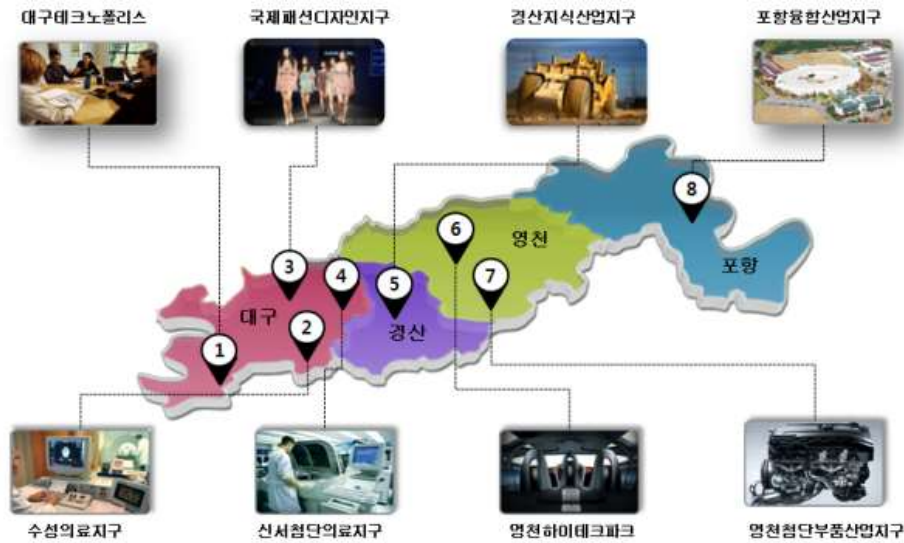 대구테크노폴리스
국제패션디자인지구
경산지식산업지구
포항융합산업지구
8
6
영천
7
3
4
5
포항
대구
2
경산
1
수성의료지구
신서첨단의료지구
영천하이테크파크
영천첨단부품산업지구